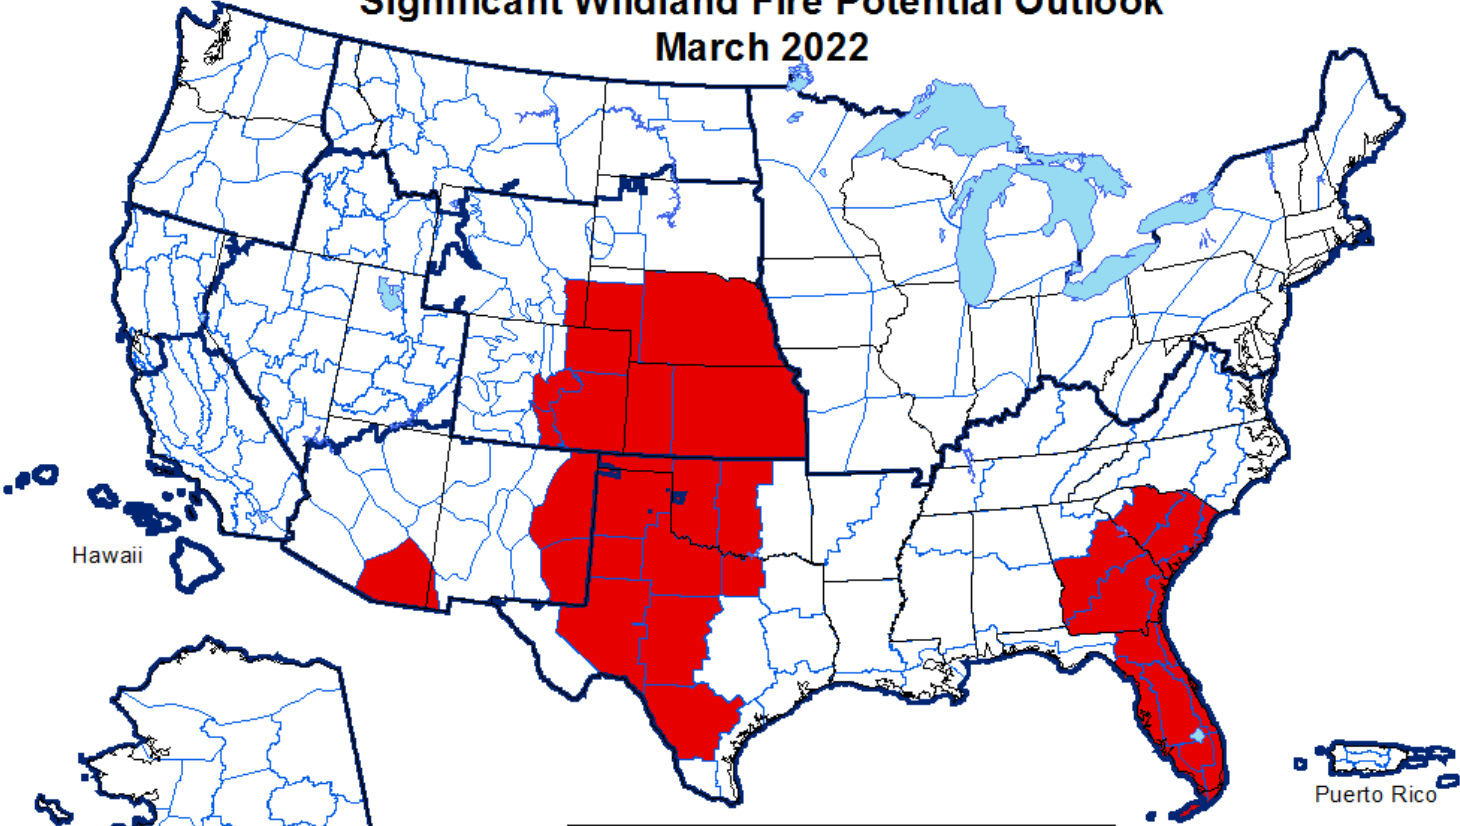 Significant Wildland Fire Potential Outlook
March 2022
Hawaii
Puerto Rico